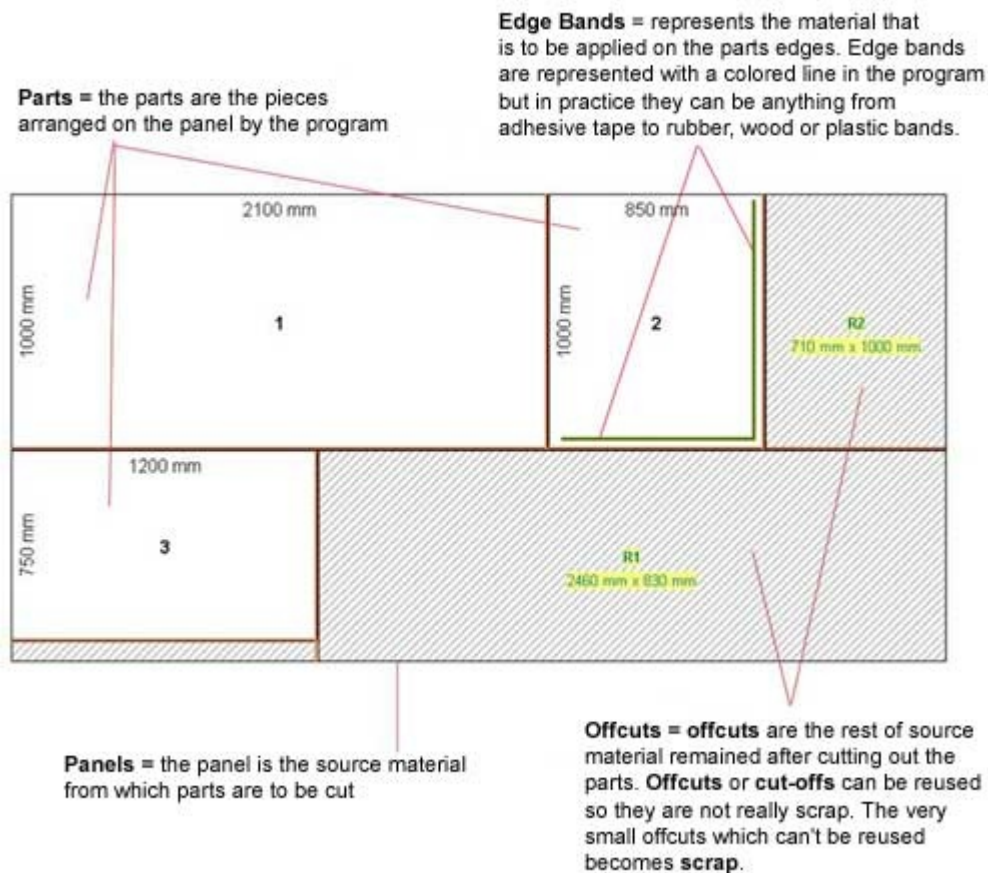 Edge Bands = represents the material that
is to be applied on the parts edges. Edge bands
are represented with a colored line in the program
but in practice they can be anything from
adhesive tape to rubber, wood or plastic bands.
Parts = the parts are the pieces
arranged on the panel by the program
2100 mm
850 mm
1000 mm
1
1000 mm
2
R2
710 mm x 1000 mm
1200 mm
750 mm
3
R1
2460 mm x 830 mm
Panels = the panel is the source material
from which parts are to be cut
Offcuts = offcuts are the rest of source
material remained after cutting out the
parts. Offcuts or cut-offs can be reused
so they are not really scrap. The very
small offcuts which can't be reused
becomes scrap.